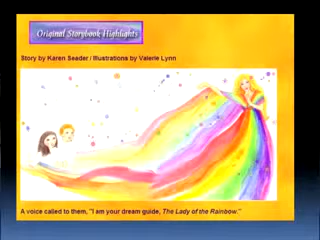 Original Storybook Highlights
Story by Karen Seader / Illustrations by Valerie Lynn
A voice called to them, "I am your dream guide, The Lady of the Rainbow."